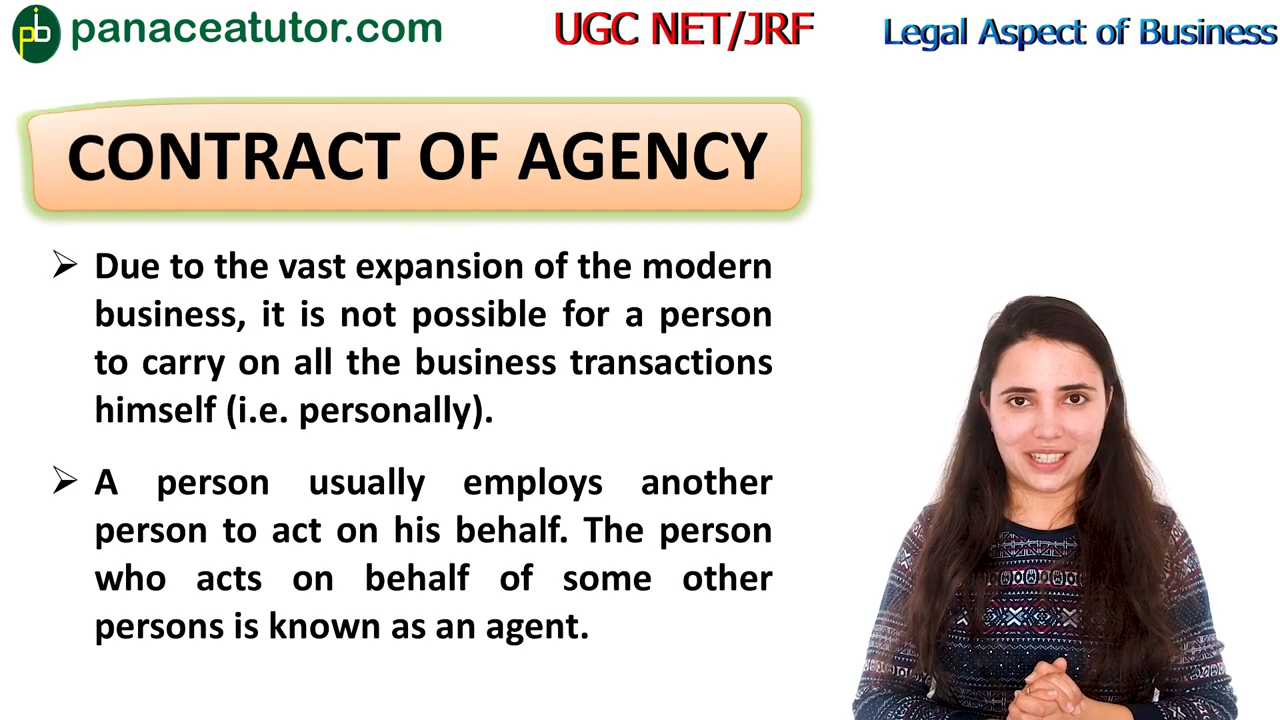 pb panaceatutor.com UGC NET/JRF Legal Aspect of Business
CONTRACT OF AGENCY
➢ Due to the vast expansion of the modern
business, it is not possible for a person
to carry on all the business transactions
himself (i.e. personally).
➢ A person usually employs another
person to act on his behalf. The person
who acts on behalf of some other
persons is known as an agent.